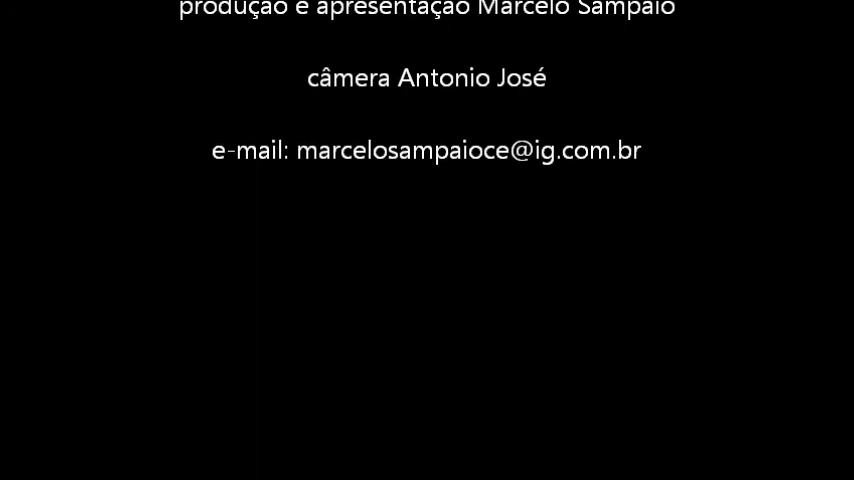 produção e apresentação Marcelo Sampaio
câmera Antonio José
e-mail: marcelosampaioce@ig.com.br